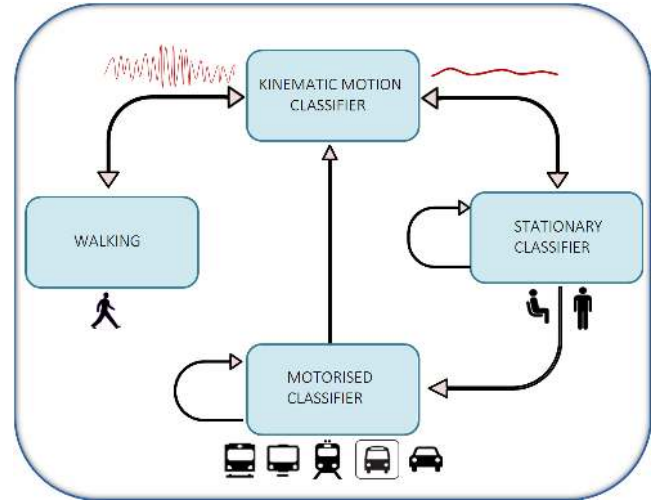 KINEMATIC MOTION
CLASSIFIER
WALKING
STATIONARY
CLASSIFIER
MOTORISED
CLASSIFIER